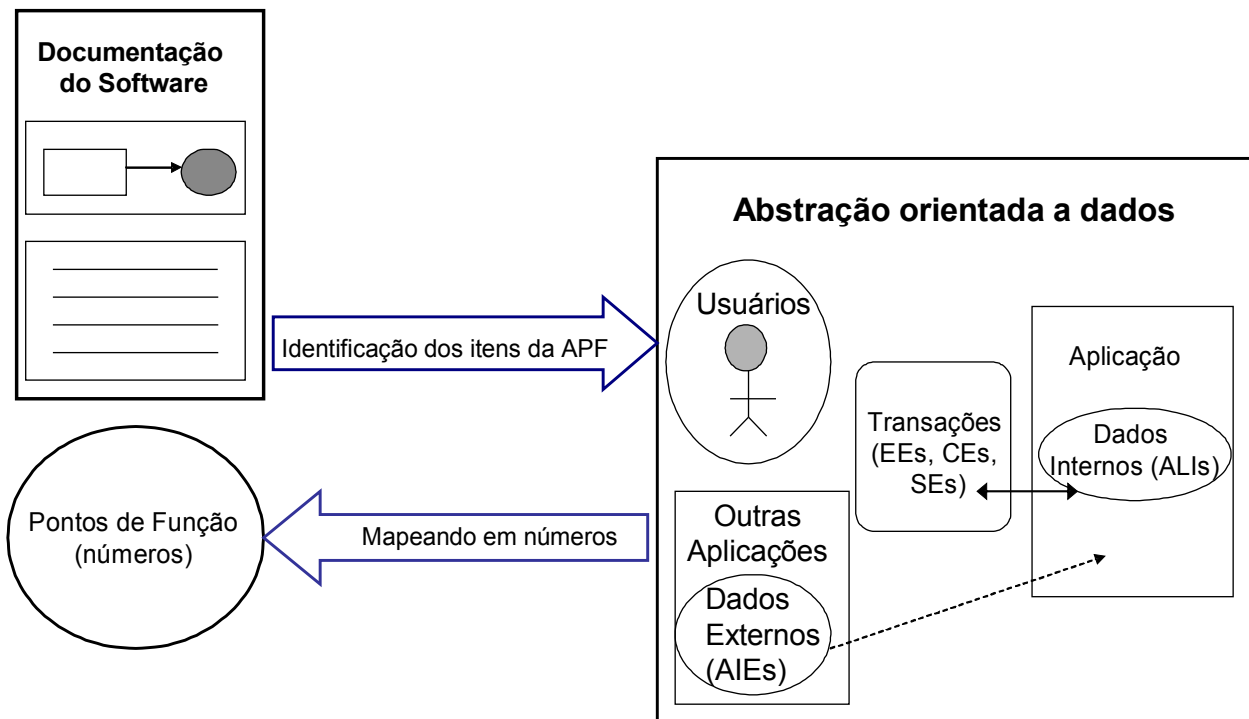 Documentação
do Software
Identificação dos itens da APF
Pontos de Função
(números)
Mapeando em números
Abstração orientada a dados
Usuários
Transações
(EEs, CEs,
SEs)
Aplicação
Dados
Internos (ALIs)
Outras
Aplicações
Dados
Externos
(AIEs)